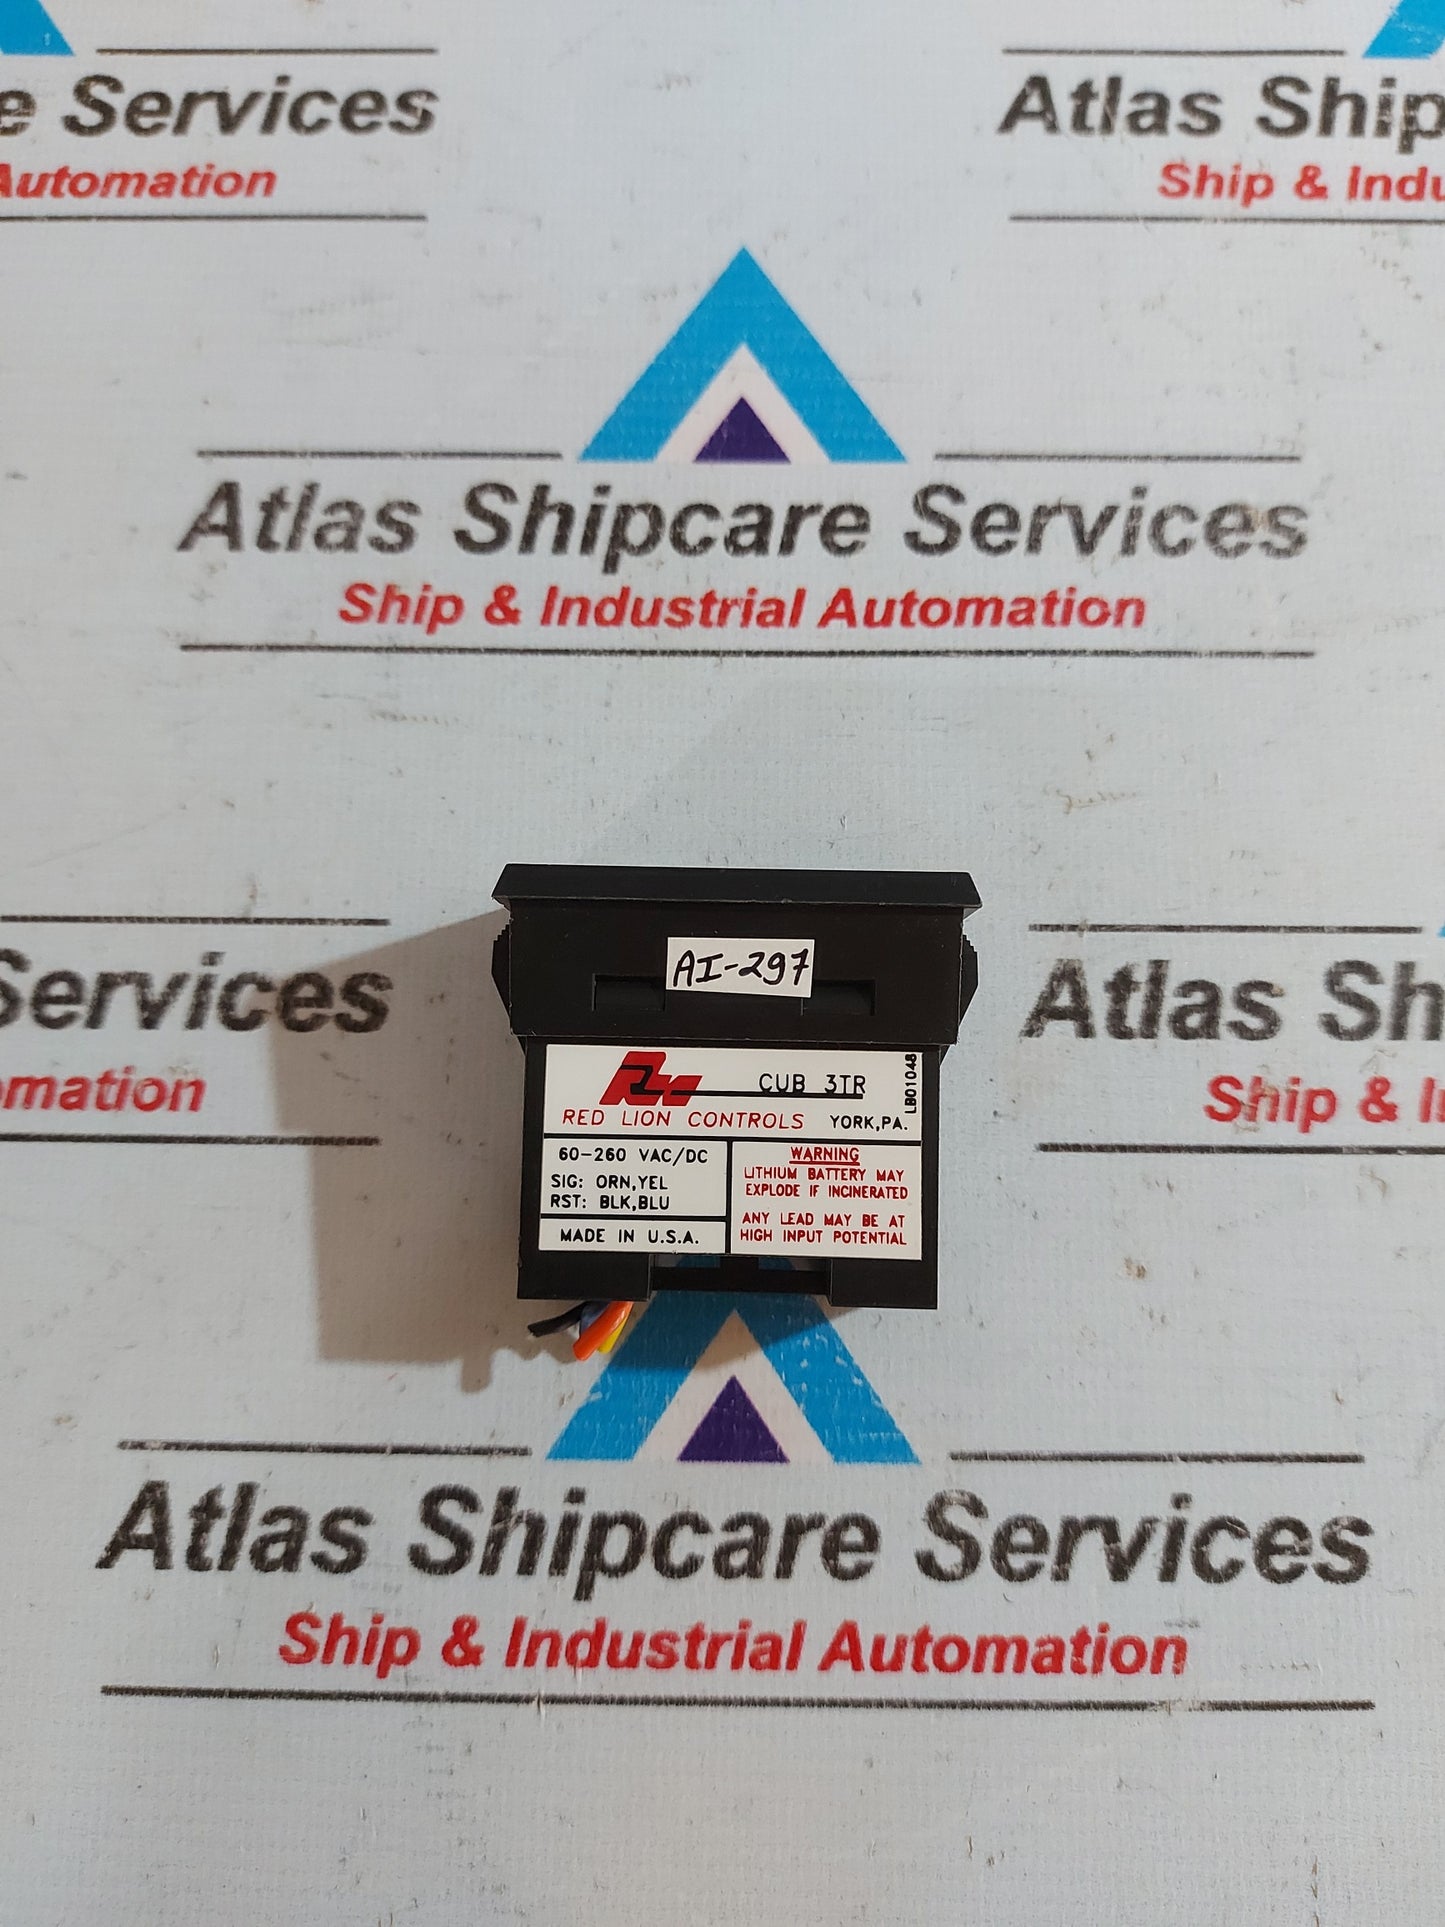 e Services
Automation
Atlas Ship
Ship & Indu
Atlas Shipcare Services
Ship & Industrial Automation
Services
mation
Atlas Sh
Ship & I
AI-297
CUB 3TR
LB01048
RED LION CONTROLS YORK,PA.
60-260 VAC/DC
SIG: ORN,YEL
RST: BLK,BLU
MADE IN U.S.A.
WARNING
LITHIUM BATTERY MAY
EXPLODE IF INCINERATED
ANY LEAD MAY BE AT
HIGH INPUT POTENTIAL
Atlas Shipcare Services
Ship & Industrial Automation